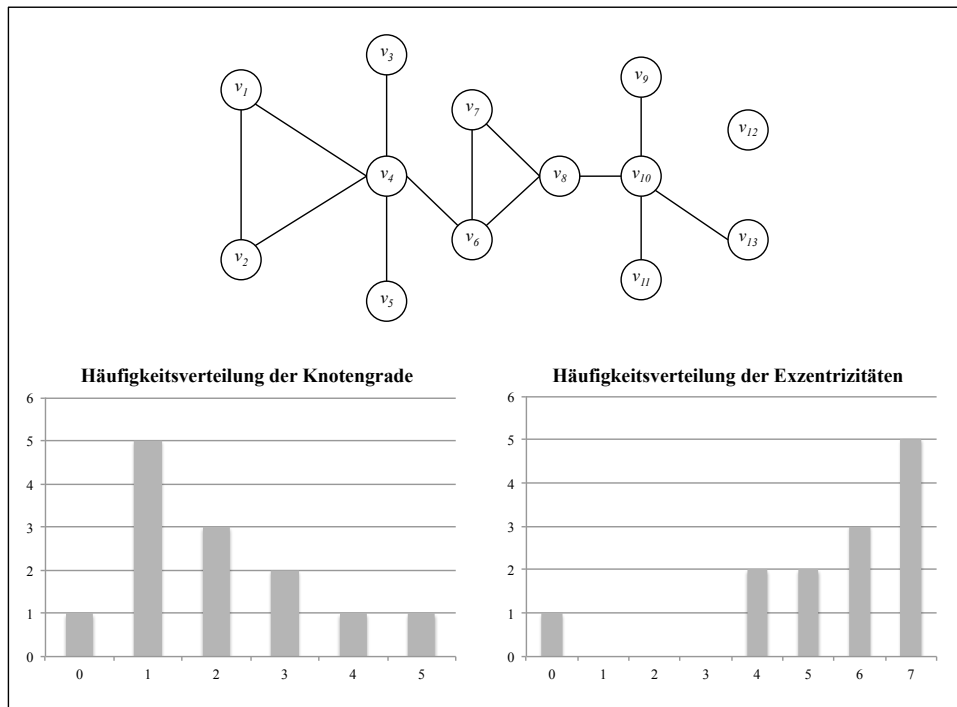 v3
v1
v9
v7
v12
v4
v8
v10
v6
v13
v2
v11
v5
Häufigkeitsverteilung der Knotengrade
6
5
4
3
2
1
0
0 1 2 3 4 5
Häufigkeitsverteilung der Exzentrizitäten
6
5
4
3
2
1
0
0 1 2 3 4 5 6 7